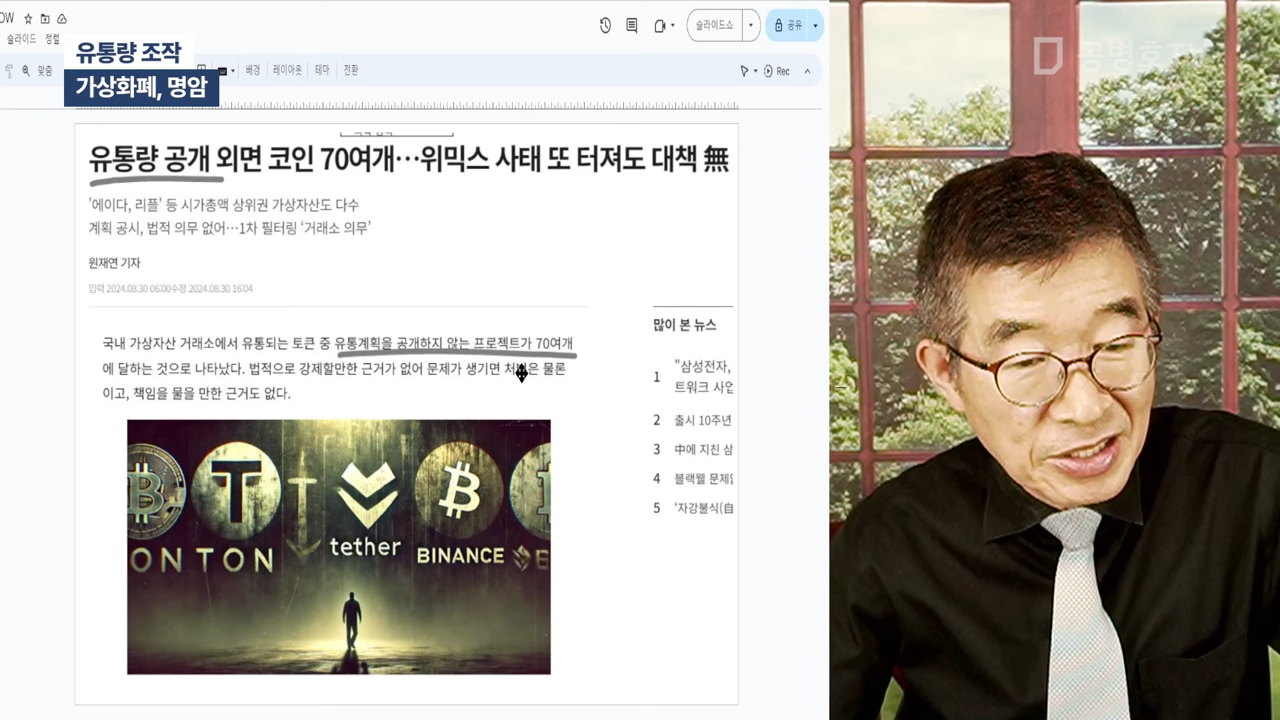 OW
슬라이드 정렬
유통량 조작
가상화폐, 명암
맞춤
배경 레이아웃 테마 전환
슬라이드쇼
공유
Rec
유통량 공개 외면 코인 70여개…위믹스 사태 또 터져도 대책 無
'에이다, 리플' 등 시가총액 상위권 가상자산도 다수
계획 공시, 법적 의무 없어…1차 필터링 '거래소 의무'
원재연 기자
입력 2024.08.30 06:00수정 2024.08.30 16:04
국내 가상자산 거래소에서 유통되는 토큰 중 유통계획을 공개하지 않는 프로젝트가 70여개
에 달하는 것으로 나타났다. 법적으로 강제할만한 근거가 없어 문제가 생기면 처벌은 물론
이고, 책임을 물을 만한 근거도 없다.
ON TON
tether
BINANCE
많이 본 뉴스
1 "삼성전자,
트워크 사업
2 출시 10주년
3 中에 지친 삼
4 블랙웰 문제
5 '자강불식(自